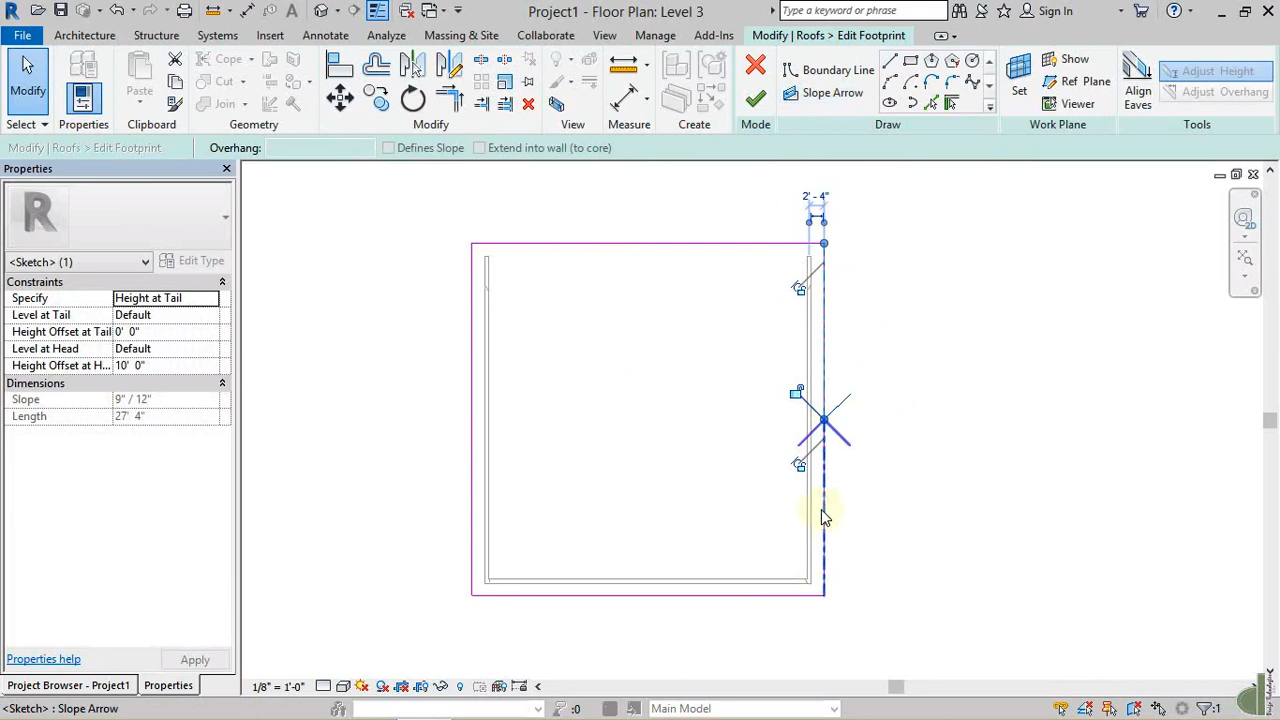 Project1 - Floor Plan: Level 3
Type a keyword or phrase
Sign In
File
Architecture
Structure
Systems
Insert
Annotate
Analyze
Massing & Site
Collaborate
View
Manage
Add-Ins
Modify | Roofs > Edit Footprint
Modify
Paste
Cope
Cut
Join
Boundary Line
Slope Arrow
Set
Show
Ref Plane
Viewer
Align
Eaves
Adjust Height
Adjust Overhang
Select
Properties
Clipboard
Geometry
Modify
View
Measure
Create
Mode
Draw
Work Plane
Tools
Modify | Roofs > Edit Footprint
Overhang:
Defines Slope
Extend into wall (to core)
Properties
R
<Sketch> (1)
Edit Type
Constraints
Specify
Height at Tail
Level at Tail
Default
Height Offset at Tail
0' 0"
Level at Head
Default
Height Offset at H...
10' 0"
Dimensions
Slope
9" / 12"
Length
27' 4"
2' - 4"
2D
Properties help
Apply
Project Browser - Project1
Properties
1/8" = 1'-0"
<Sketch> : Slope Arrow
:0
Main Model
:1